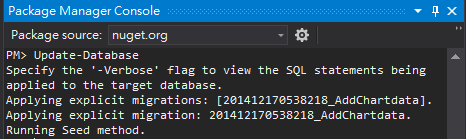 Package Manager Console
Package source: nuget.org
PM> Update-Database
Specify the '-Verbose' flag to view the SQL statements being
applied to the target database.
Applying explicit migrations: [201412170538218_AddChartdata].
Applying explicit migration: 201412170538218_AddChartdata.
Running Seed method.